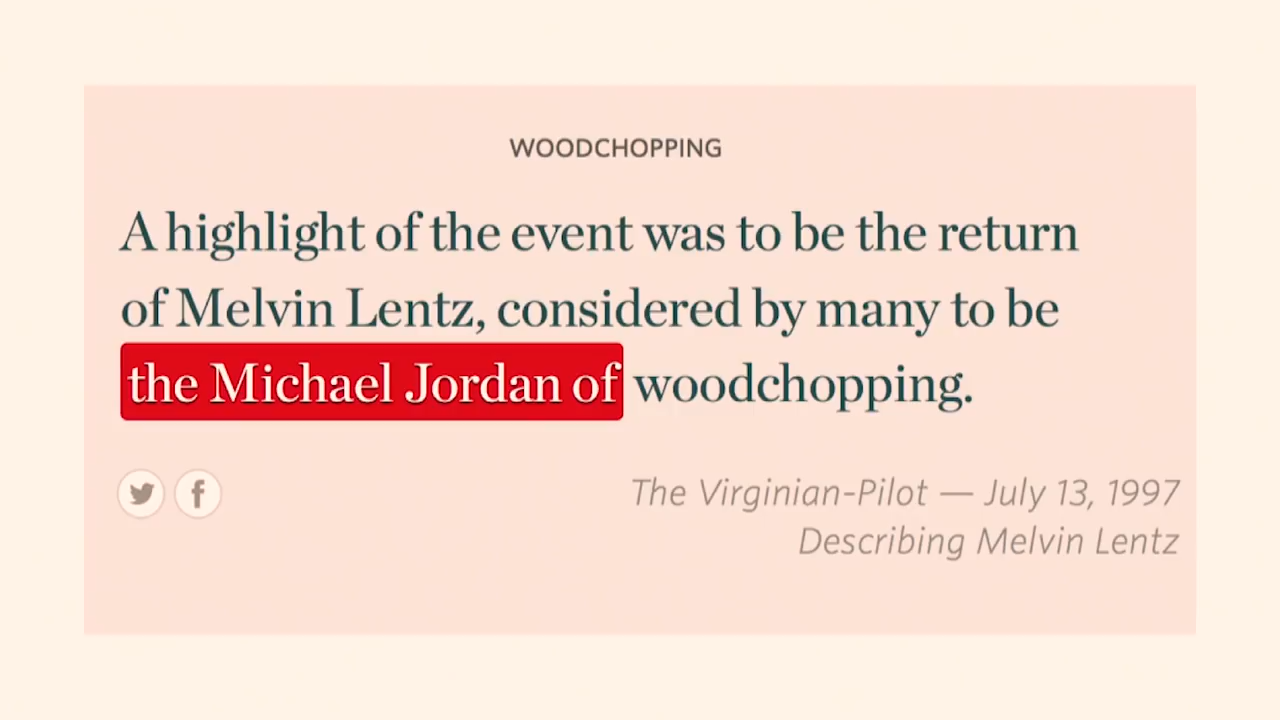 WOODCHOPPING
A highlight of the event was to be the return
of Melvin Lentz, considered by many to be
the Michael Jordan of woodchopping.
The Virginian-Pilot — July 13, 1997
Describing Melvin Lentz